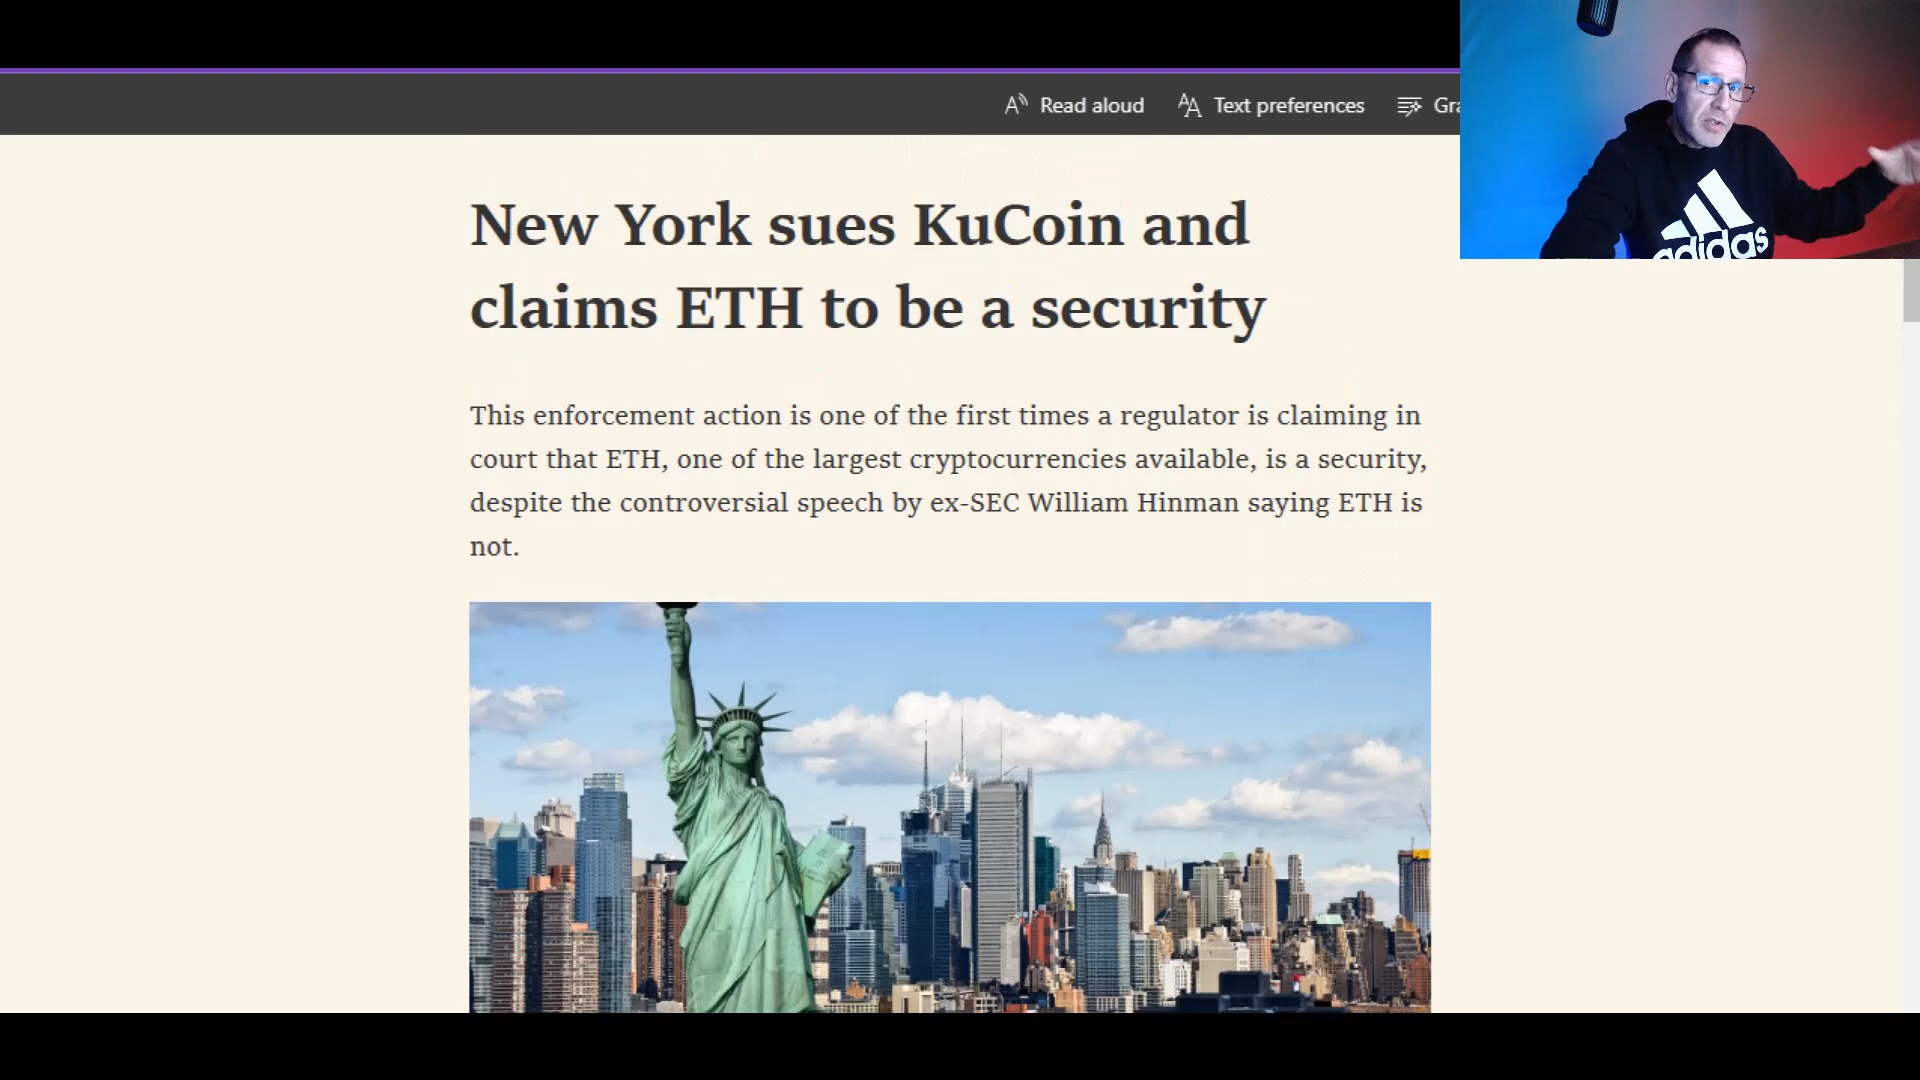 Read aloud
Text preferences
New York sues KuCoin and
claims ETH to be a security
This enforcement action is one of the first times a regulator is claiming in
court that ETH, one of the largest cryptocurrencies available, is a security,
despite the controversial speech by ex-SEC William Hinman saying ETH is
not.
adidas